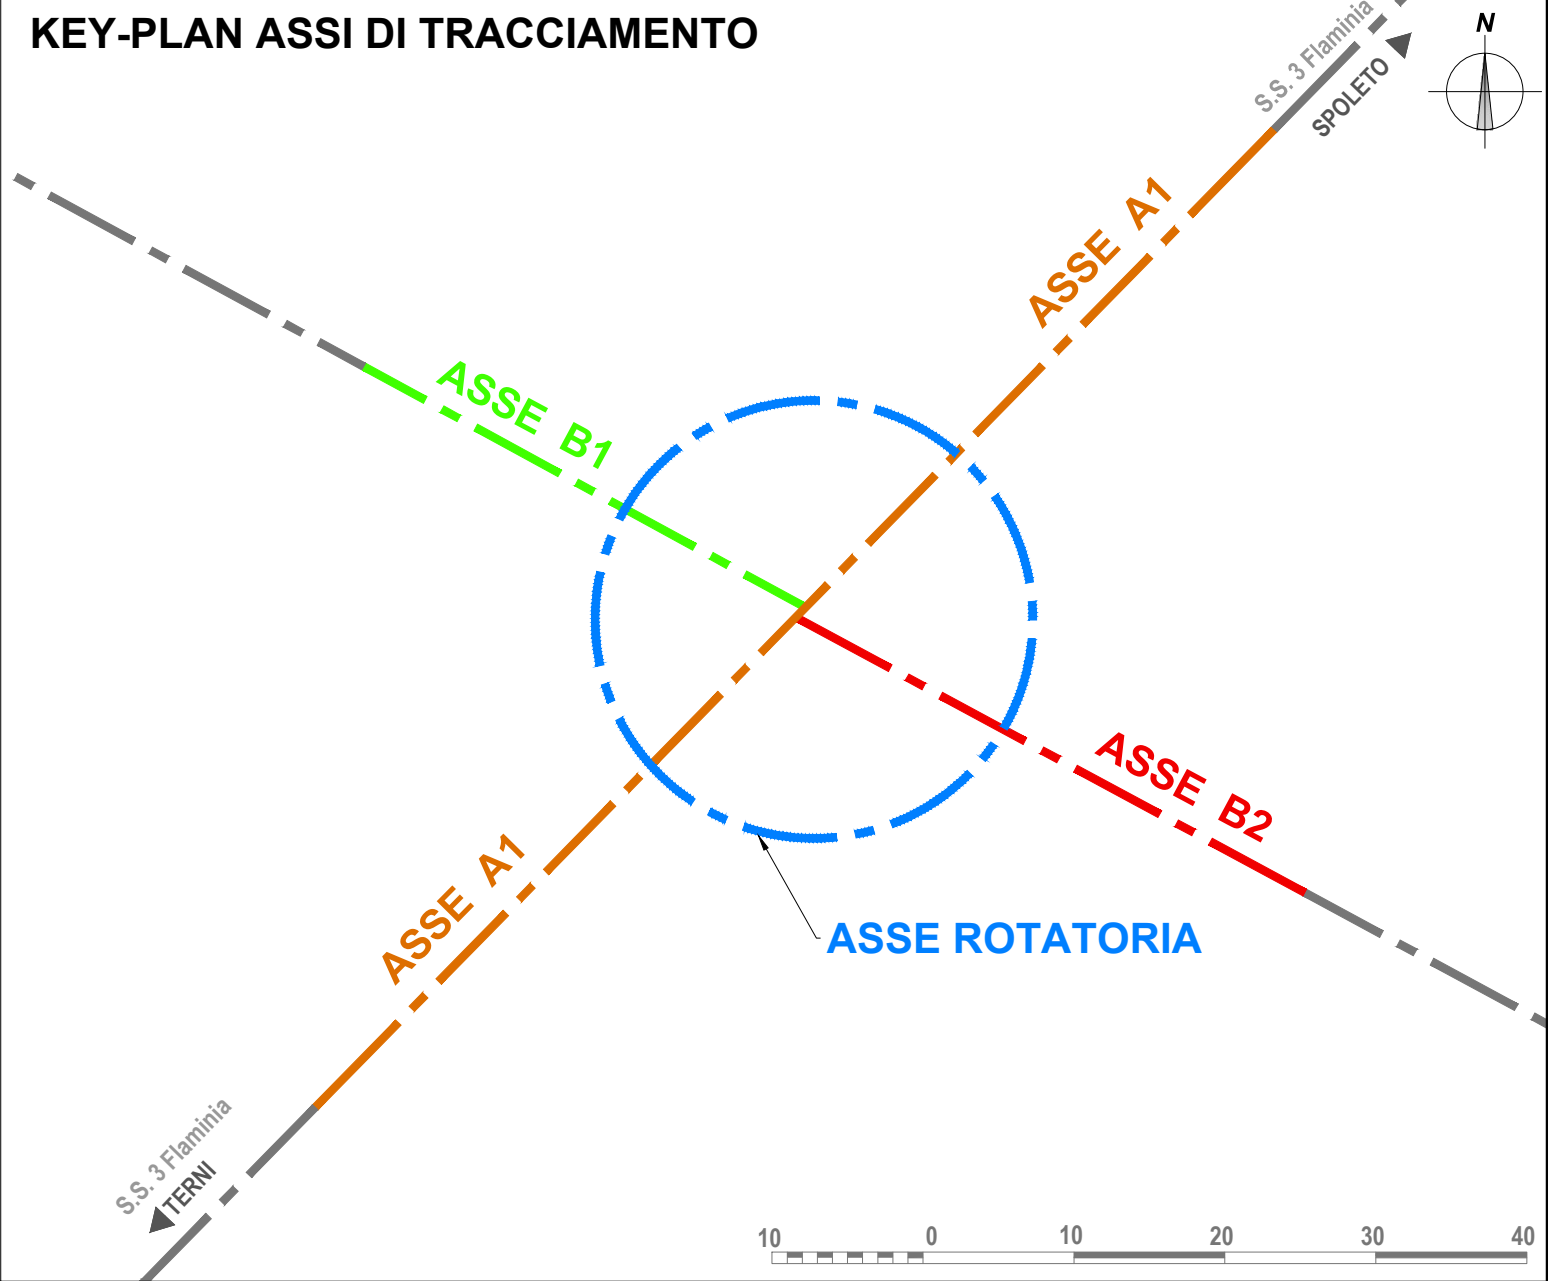 KEY-PLAN ASSI DI TRACCIAMENTO
S.S. 3 Flaminia
SPOLETO
N
ASSE A1
ASSE B1
ASSE B2
ASSE A1
ASSE ROTATORIA
S.S. 3 Flaminia
TERNI
10 0 10 20 30 40